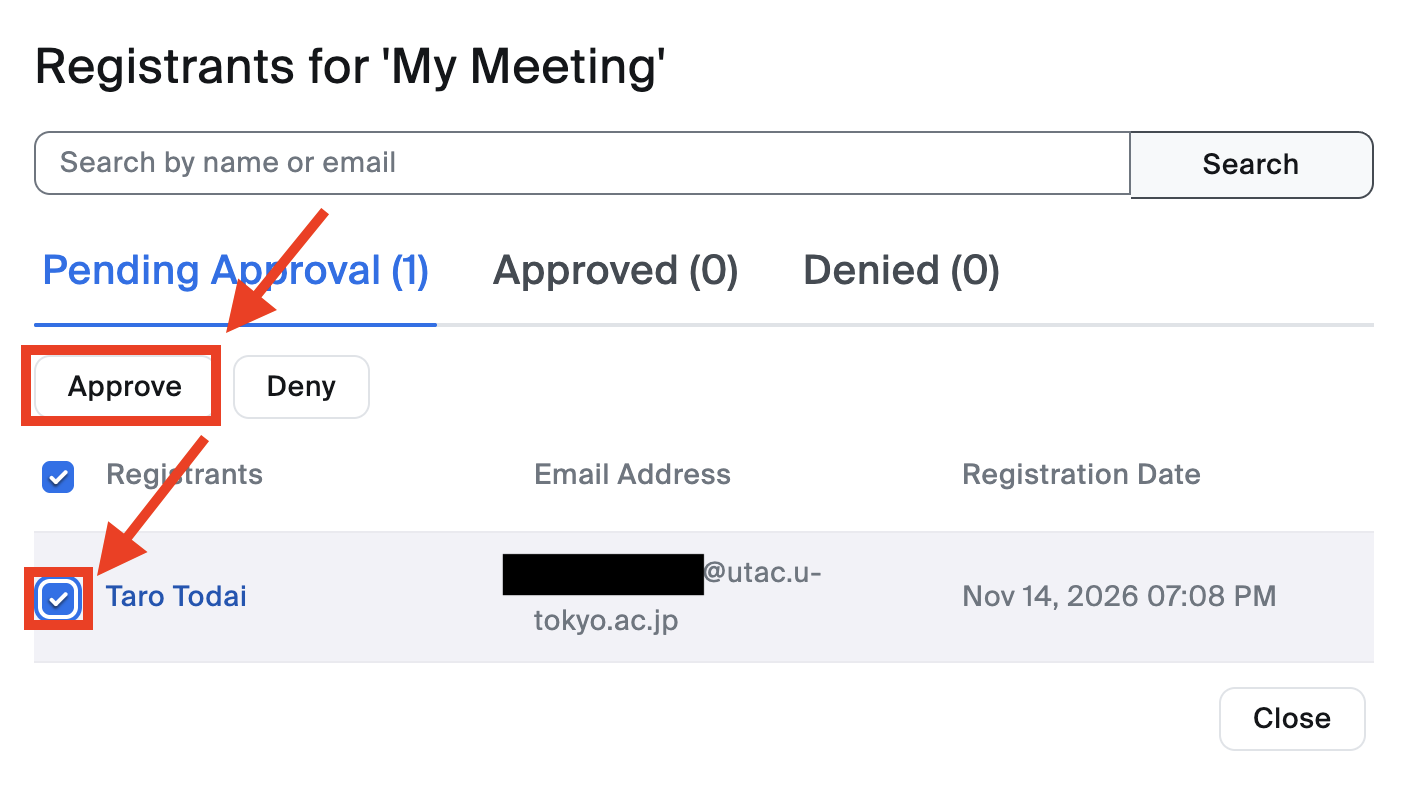 Registrants for 'My Meeting'
Search by name or email
Search
Pending Approval (1)
Approved (0)
Denied (0)
Approve
Deny
Registrants
Email Address
Registration Date
Taro Todai
@utac.u-
tokyo.ac.jp
Nov 14, 2026 07:08 PM
Close